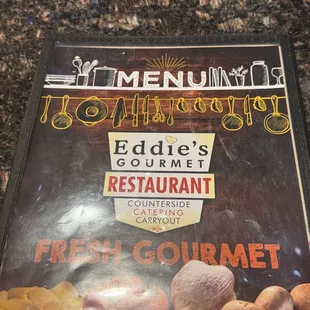 MENU
Eddie's
GOURMET
RESTAURANT
COUNTERSIDE
CATERING
CARRYOUT
FRESH GOURMET